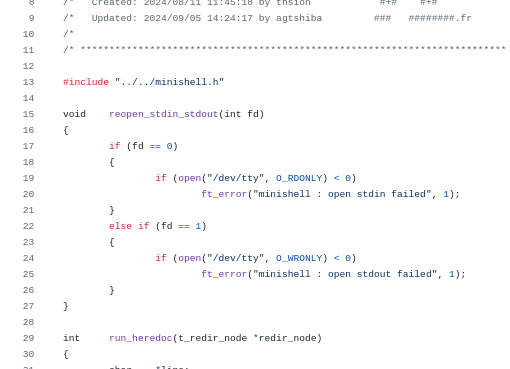 8 /* Created: 2024/08/11 11:45:18 by thsion #+# #+#
9 /* Updated: 2024/09/05 14:24:17 by agtshiba ### ########.fr
10 /*
11 /* **************************************************************************
12
13 #include "../../minishell.h"
14
15 void reopen_stdin_stdout(int fd)
16 {
17 if (fd == 0)
18 {
19 if (open("/dev/tty", O_RDONLY) < 0)
20 ft_error("minishell : open stdin failed", 1);
21 }
22 else if (fd == 1)
23 {
24 if (open("/dev/tty", O_WRONLY) < 0)
25 ft_error("minishell : open stdout failed", 1);
26 }
27 }
28
29 int run_heredoc(t_redir_node *redir_node)
30 {
31 char *line;